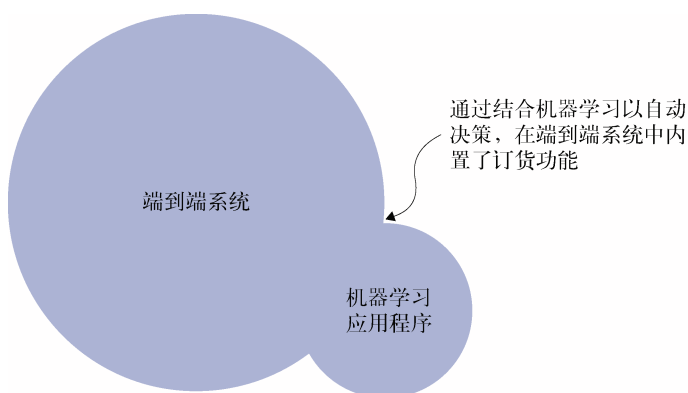 通过结合机器学习以自动
决策，在端到端系统中内
置了订货功能
端到端系统
机器学习
应用程序